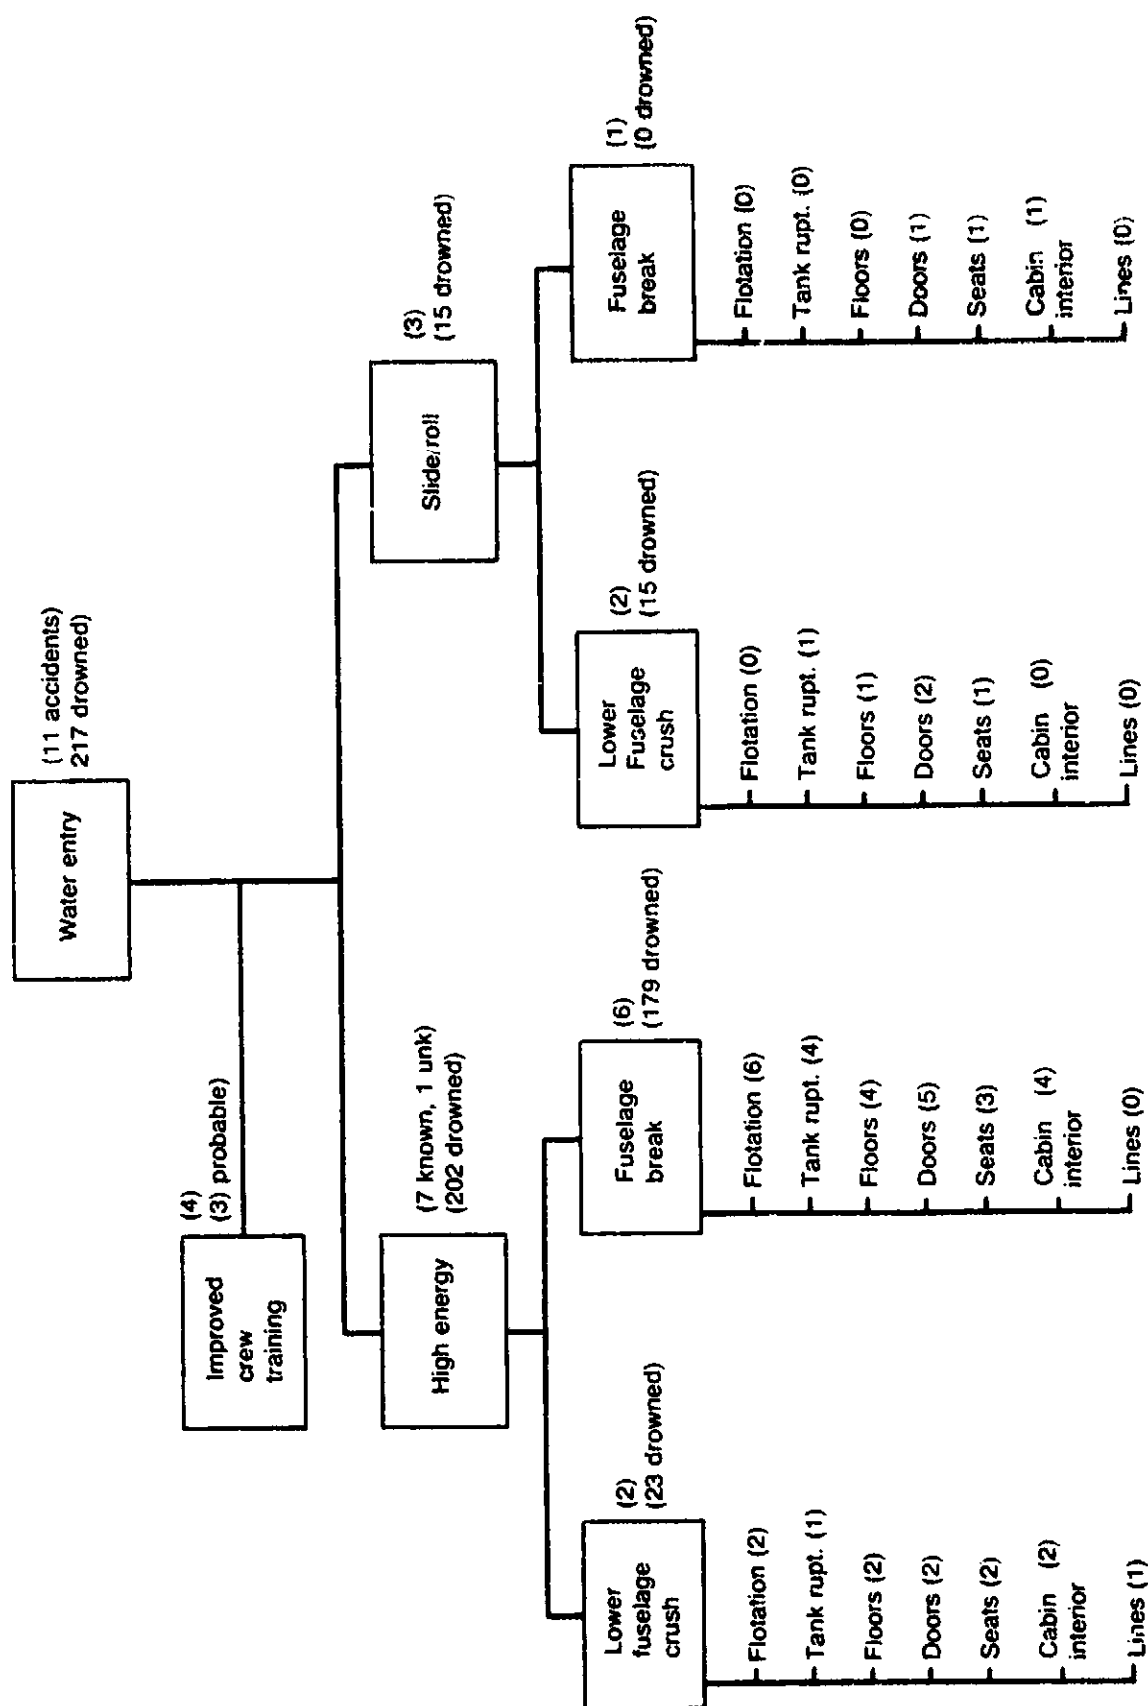 Water entry
(11 accidents)
217 drowned)
Improved
crew
training
(4)
(3) probable)
High energy
(7 known, 1 unk)
(202 drowned)
Slide/roll
(3)
(15 drowned)
Lower
fuselage
crush
(2)
(23 drowned)
Flotation (2)
Tank rupt. (1)
Floors (2)
Doors (2)
Seats (2)
Cabin (2)
interior
Lines (1)
Fuselage
break
(6)
(179 drowned)
Flotation (6)
Tank rupt. (4)
Floors (4)
Doors (5)
Seats (3)
Cabin (4)
interior
Lines (0)
Lower
Fuselage
crush
(2)
(15 drowned)
Flotation (0)
Tank rupt. (1)
Floors (1)
Doors (2)
Seats (1)
Cabin (0)
interior
Lines (0)
Fuselage
break
(1)
(0 drowned)
Flotation (0)
Tank rupt. (0)
Floors (0)
Doors (1)
Seats (1)
Cabin (1)
interior
Lines (0)